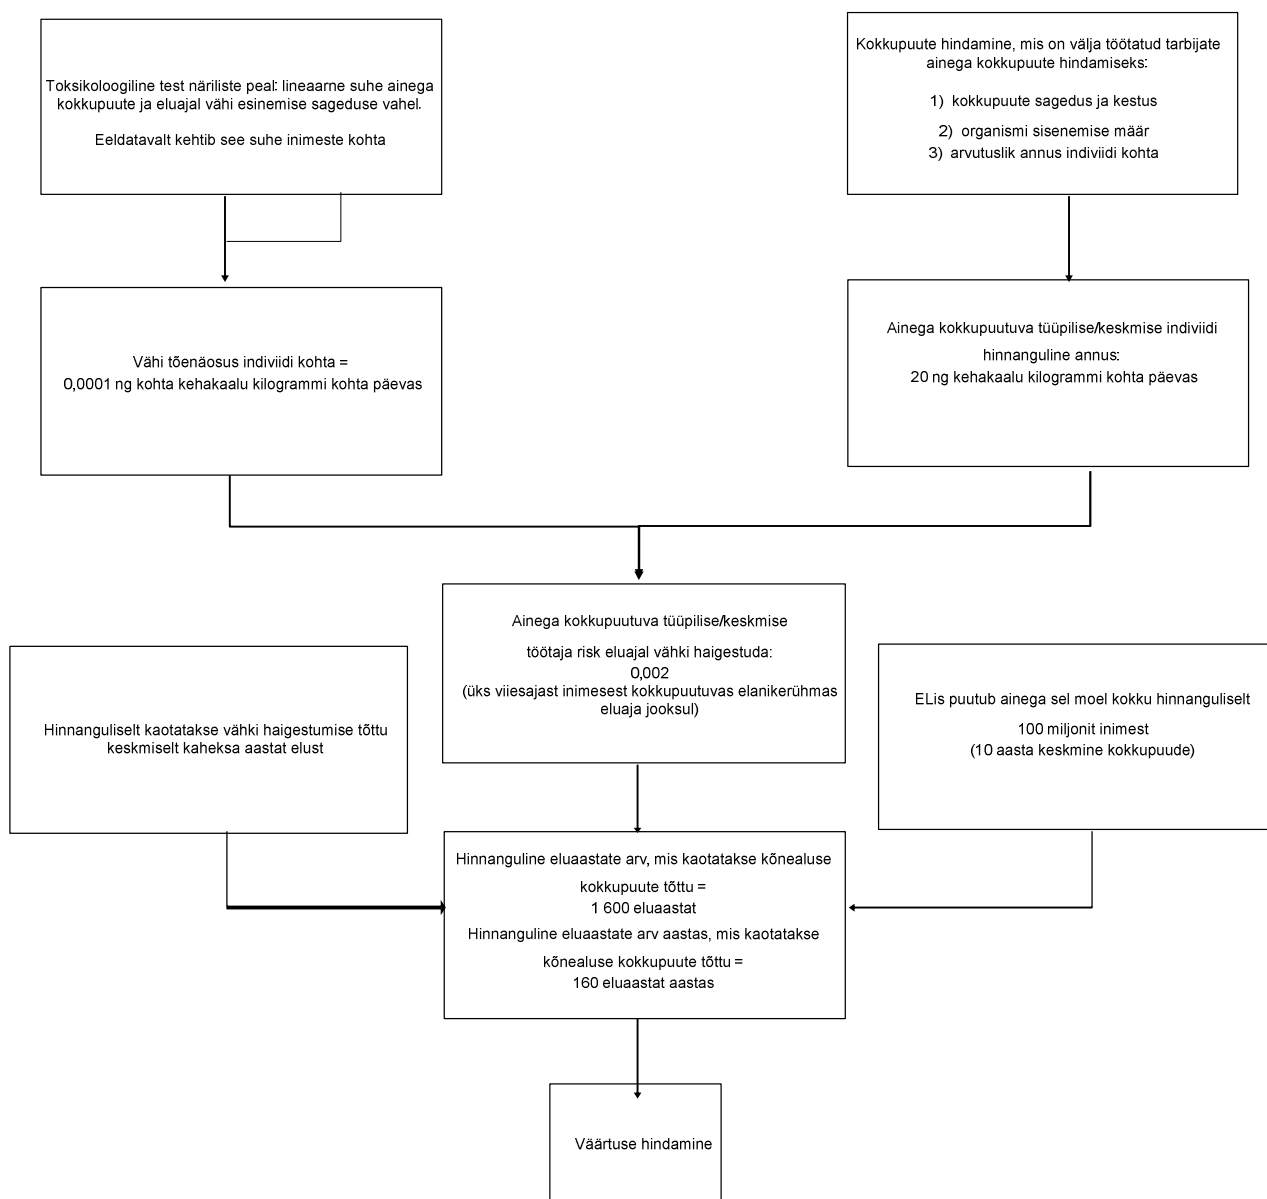 Toksikoloogiline test näriliste peal: lineaarne suhe ainega
kokkupuute ja eluajal vähi esinemise sageduse vahel.
Eeldatavalt kehtib see suhe inimeste kohta
Kokkupuute hindamine, mis on välja töötatud tarbijate
ainega kokkupuute hindamiseks:
1) kokkupuute sagedus ja kestus
2) organismi sisenemise määr
3) arvutuslik annus indiviidi kohta
Vähi tõenäosus indiviidi kohta =
0,0001 ng kohta kehakaalu kilogrammi kohta päevas
Ainega kokkupuutuva tüüpilise/keskmise indiviidi
hinnanguline annus:
20 ng kehakaalu kilogrammi kohta päevas
Ainega kokkupuutuva tüüpilise/keskmise
töötaja risk eluajal vähki haigestuda:
0,002
(üks viiesajast inimesest kokkupuutuvas elanikerühmas
eluaja jooksul)
Hinnanguliselt kaotatakse vähki haigestumise tõttu
keskmiselt kaheksa aastat elust
ELis puutub ainega sel moel kokku hinnanguliselt
100 miljonit inimest
(10 aasta keskmine kokkupuude)
Hinnanguline eluaastate arv, mis kaotatakse kõnealuse
kokkupuute tõttu =
1 600 eluaastat
Hinnanguline eluaastate arv aastas, mis kaotatakse
kõnealuse kokkupuute tõttu =
160 eluaastat aastas
Väärtuse hindamine